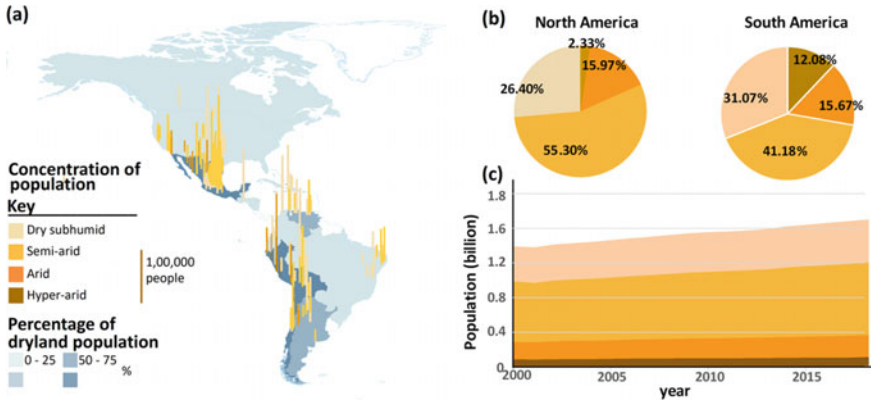 (a)
Concentration of
population
Key
Dry subhumid
Semi-arid
Arid
Hyper-arid
1,00,000
people
Percentage of
dryland population
0 - 25
50 - 75
%
(b)
North America
2.33%
15.97%
26.40%
55.30%
South America
12.08%
31.07%
15.67%
41.18%
(c)
Population (billion)
1.8
1.6
1.2
0.8
0.4
0
2000
2005
2010
2015
year